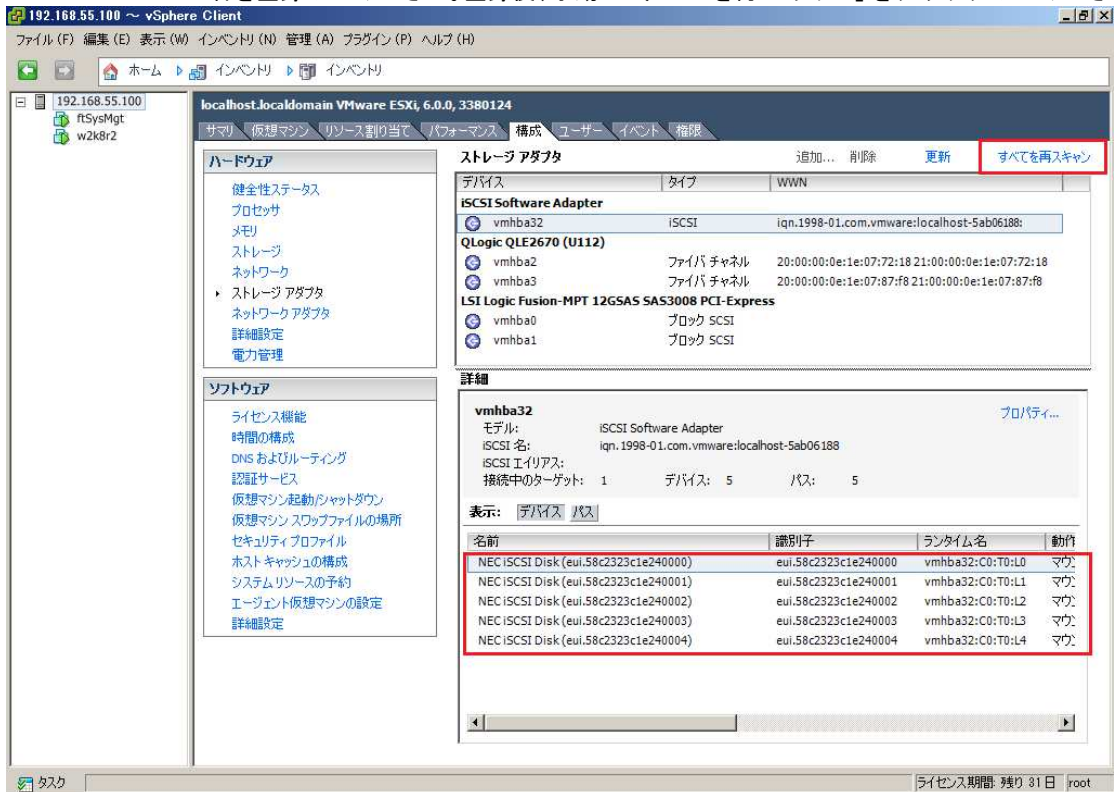 192.168.55.100 ～ vSphere Client
ファイル(F) 編集(E) 表示(W) インベントリ(N) 管理(A) プラグイン(P) ヘルプ(H)
ホーム インベントリ インベントリ
192.168.55.100
ftSysMgt
w2k8r2
localhost.localdomain VMware ESXi, 6.0.0, 3380124
サマリ 仮想マシン リソース割り当て パフォーマンス 構成 ユーザー イベント 権限
ハードウェア
健全性ステータス
プロセッサ
メモリ
ストレージ
ネットワーク
ストレージ アダプタ
ネットワーク アダプタ
詳細設定
電力管理
ソフトウェア
ライセンス機能
時間の構成
DNS およびルーティング
認証サービス
仮想マシン起動/シャットダウン
仮想マシン スワップファイルの場所
セキュリティ プロファイル
ホスト キャッシュの構成
システム リソースの予約
エージェント仮想マシンの設定
詳細設定
ストレージ アダプタ 追加... 削除 更新 すべてを再スキャン
デバイス タイプ WWN
iSCSI Software Adapter
vmhba32 iSCSI iqn.1998-01.com.vmware:localhost-5ab06188:
QLogic QLE2670 (U112)
vmhba2 ファイバ チャネル 20:00:00:0e:1e:07:72:18 21:00:00:0e:1e:07:72:18
vmhba3 ファイバ チャネル 20:00:00:0e:1e:07:87:f8 21:00:00:0e:1e:07:87:f8
LSI Logic Fusion-MPT 12GSAS SAS3008 PCI-Express
vmhba0 ブロック SCSI
vmhba1 ブロック SCSI
詳細
vmhba32 プロパティ...
モデル: iSCSI Software Adapter
iSCSI 名: iqn.1998-01.com.vmware:localhost-5ab06188
iSCSI エイリアス:
接続中のターゲット: 1 デバイス: 5 パス: 5
表示: デバイス パス
名前 識別子 ランタイム名 動作
NEC iSCSI Disk (eui.58c2323c1e240000) eui.58c2323c1e240000 vmhba32:C0:T0:L0 マウン
NEC iSCSI Disk (eui.58c2323c1e240001) eui.58c2323c1e240001 vmhba32:C0:T0:L1 マウン
NEC iSCSI Disk (eui.58c2323c1e240002) eui.58c2323c1e240002 vmhba32:C0:T0:L2 マウン
NEC iSCSI Disk (eui.58c2323c1e240003) eui.58c2323c1e240003 vmhba32:C0:T0:L3 マウン
NEC iSCSI Disk (eui.58c2323c1e240004) eui.58c2323c1e240004 vmhba32:C0:T0:L4 マウン
タスク ライセンス期間: 残り 31 日 root